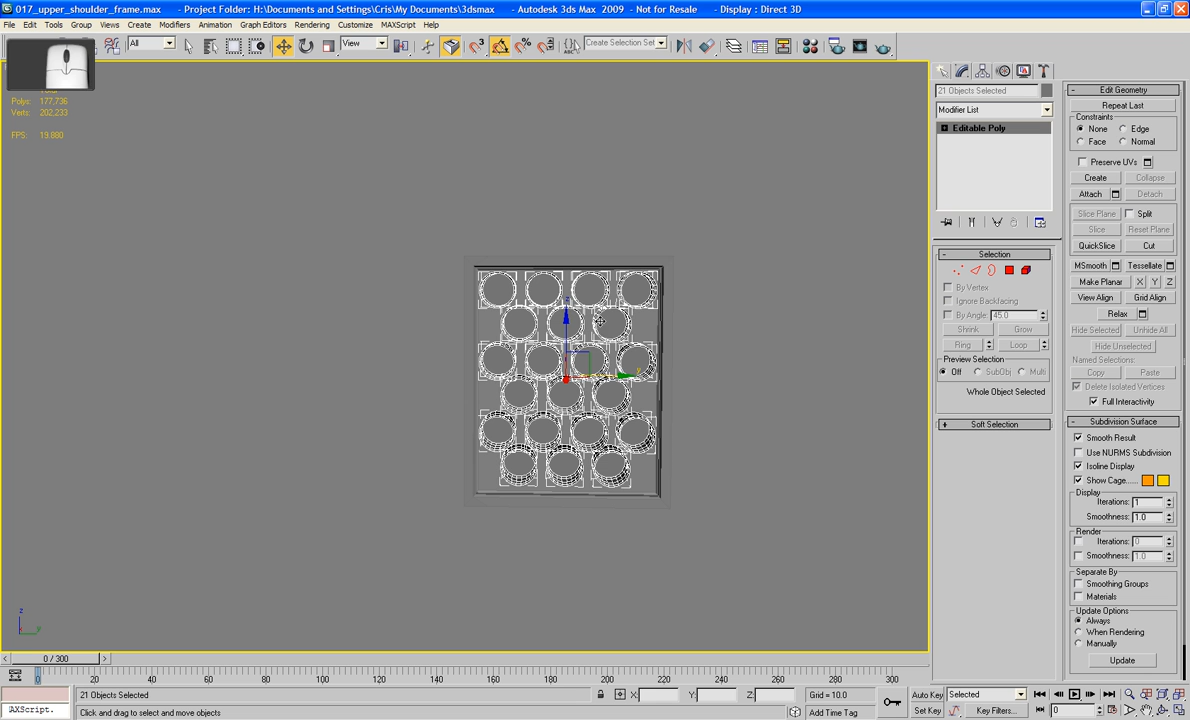 017_upper_shoulder_frame.max - Project Folder: H:\Documents and Settings\Cris\My Documents\3dsmax - Autodesk 3ds Max 2009 - Not for Resale - Display : Direct 3D
File Edit Tools Group Views Create Modifiers Animation Graph Editors Rendering Customize MAXScript Help
All View Create Selection Set
Polys: 177,736
Verts: 202,233
FPS: 19.880
21 Objects Selected
Modifier List
Editable Poly
Selection
By Vertex
Ignore Backfacing
By Angle: 45.0
Shrink Grow
Ring Loop
Preview Selection
Off SubObj Multi
Whole Object Selected
Soft Selection
Edit Geometry
Repeat Last
Constraints
None Edge
Face Normal
Preserve UVs
Create Collapse
Attach Detach
Slice Plane Split
Slice Reset Plane
QuickSlice Cut
MSmooth Tessellate
Make Planar X Y Z
View Align Grid Align
Relax
Hide Selected Unhide All
Hide Unselected
Named Selections:
Copy Paste
Delete Isolated Vertices
Full Interactivity
Subdivision Surface
Smooth Result
Use NURMS Subdivision
Isoline Display
Show Cage......
Display
Iterations: 1
Smoothness: 1.0
Render
Iterations: 0
Smoothness: 1.0
Separate By
Smoothing Groups
Materials
Update Options
Always
When Rendering
Manually
Update
z
y
0 / 300
0 20 40 60 80 100 120 140 160 180 200 220 240 260 280 300
21 Objects Selected X: Y: Z: Grid = 10.0 Auto Key Selected
AXScript. Click and drag to select and move objects Add Time Tag Set Key Key Filters... 0